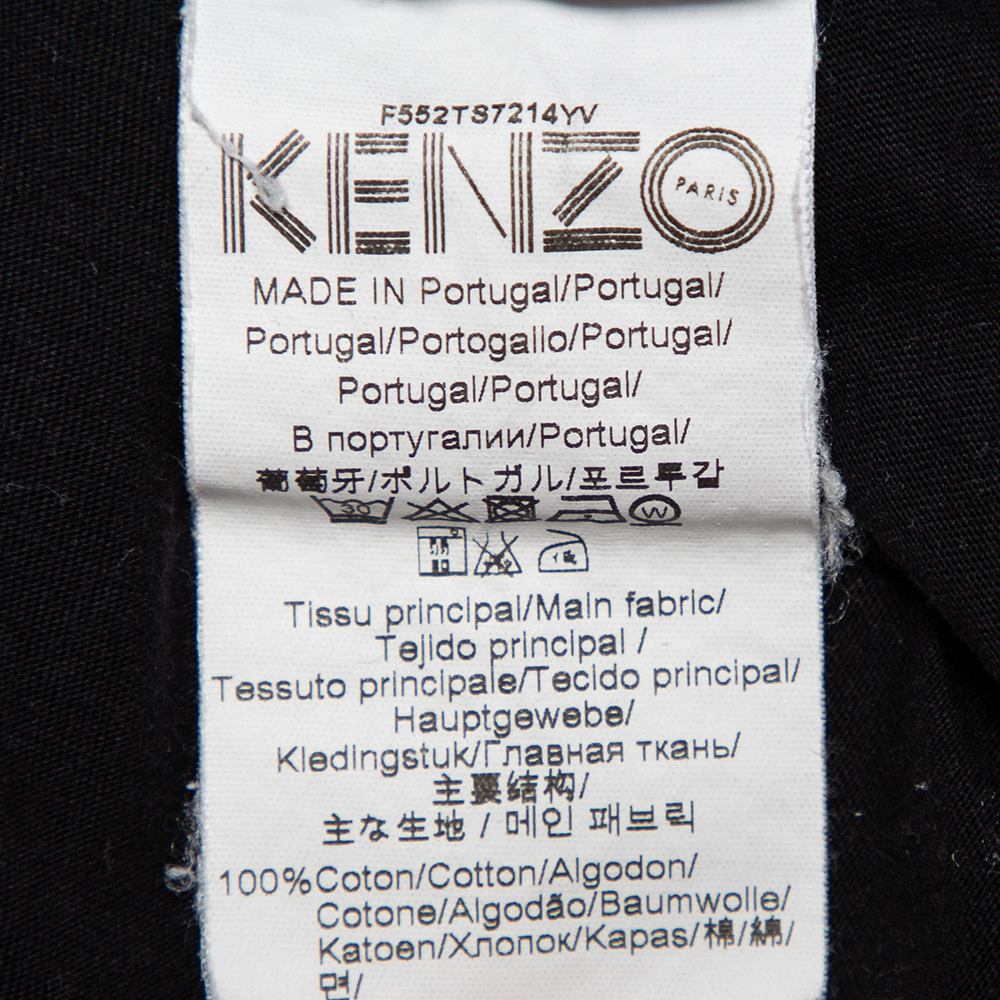 F552TS7214YV
KENZO PARIS
MADE IN Portugal/Portugal/
Portugal/Portogallo/Portugal/
Portugal/Portugal/
В португалии/Portugal/
葡萄牙/ポルトガル/포르투갈
30 W
Tissu principal/Main fabric/
Tejido principal /
Tessuto principale/Tecido principal/
Hauptgewebe/
Kledingstuk/Главная ткань/
主要结构/
主な生地 / 메인 패브릭
100%Coton/Cotton/Algodon/
Cotone/Algodão/Baumwolle/
Katoen/Хлопок/Kapas/棉/綿/
면/